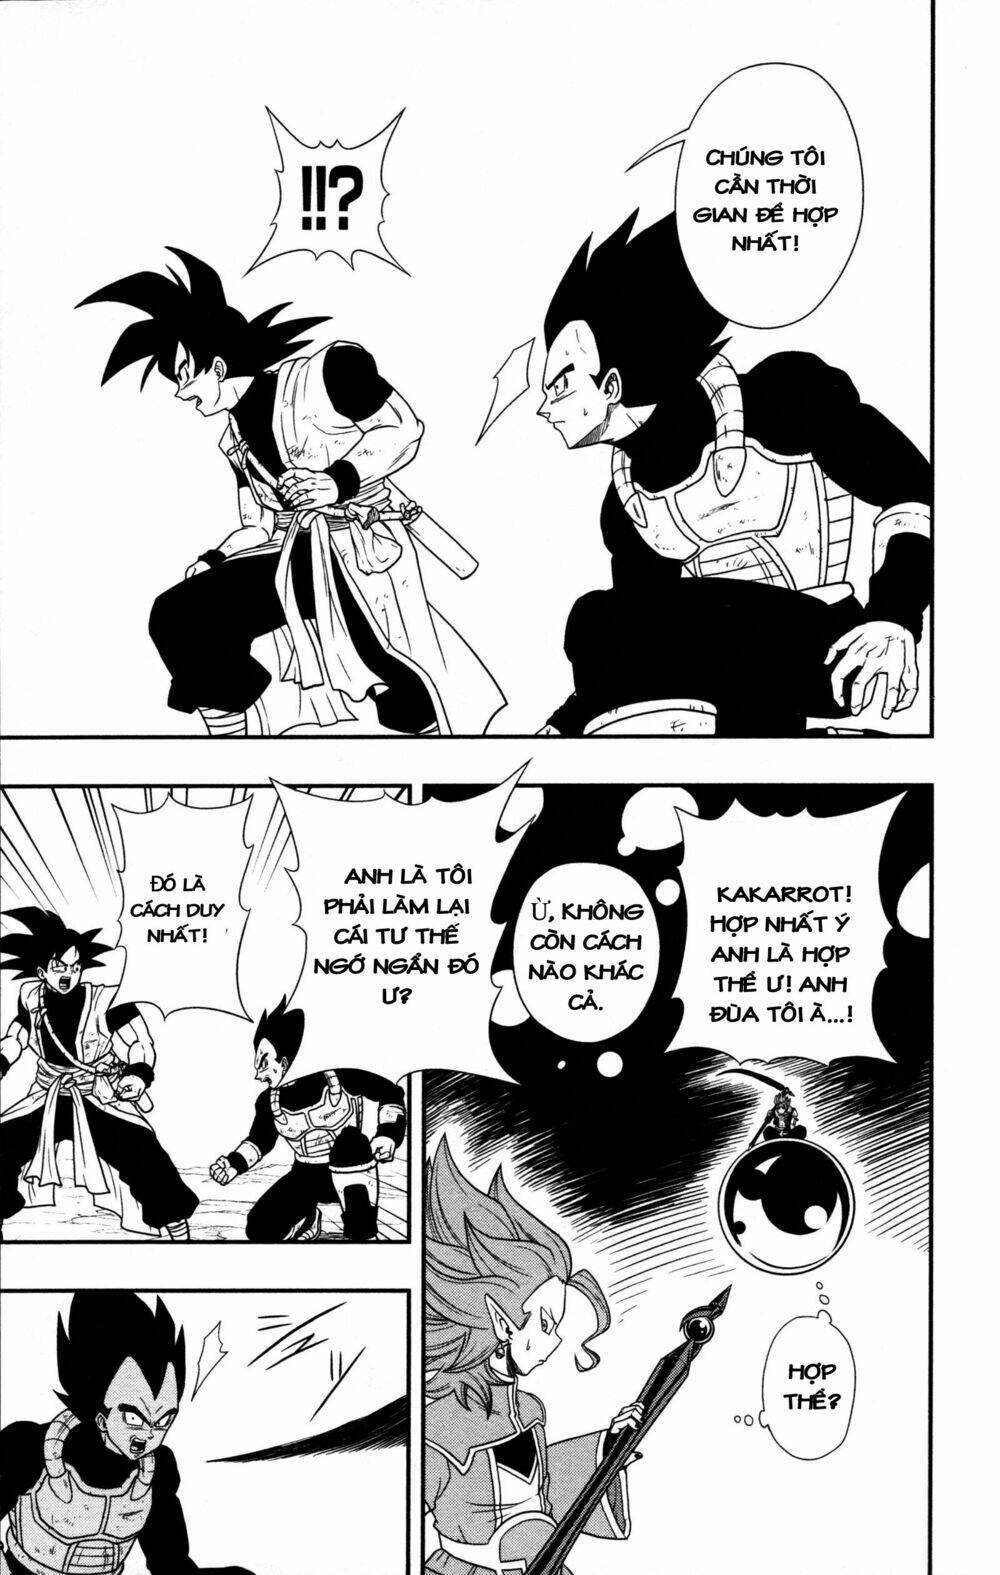 CHÚNG TÔI
CẦN THỜI
GIAN ĐỂ HỢP
NHẤT!
!!?
KAKARROT!
HỢP NHẤT Ý
ANH LÀ HỢP
THỂ Ư! ANH
ĐÙA TÔI À...!
Ừ, KHÔNG
CÒN CÁCH
NÀO KHÁC
CẢ.
ANH LÀ TÔI
PHẢI LÀM LẠI
CÁI TƯ THẾ
NGỚ NGẨN ĐÓ
Ư?
ĐÓ LÀ
CÁCH DUY
NHẤT!
HỢP
THỂ?